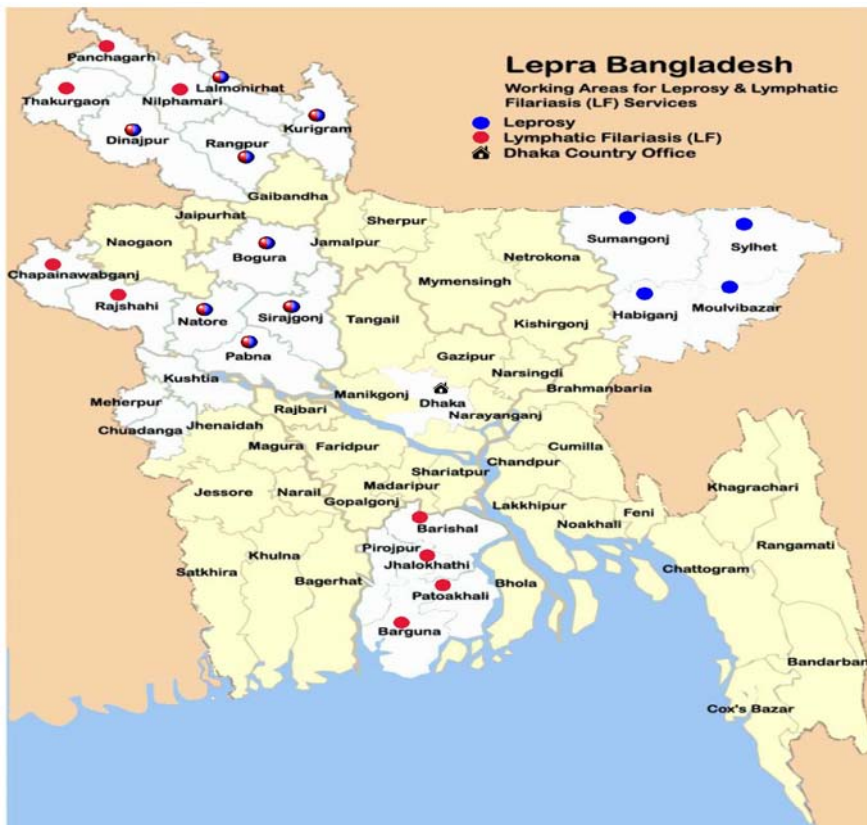 Lepra Bangladesh
Working Areas for Leprosy & Lymphatic
Filariasis (LF) Services
Leprosy
Lymphatic Filariasis (LF)
Dhaka Country Office
Panchagarh
Thakurgaon
Nilphamari
Lalmonirhat
Dinajpur
Rangpur
Kurigram
Gaibandha
Jaipurhat
Naogaon
Bogura
Jamalpur
Sherpur
Netrokona
Mymensingh
Sumangonj
Sylhet
Habiganj
Moulvibazar
Chapainawabganj
Rajshahi
Natore
Sirajgonj
Pabna
Tangail
Kishirgonj
Gazipur
Narsingdi
Brahmanbaria
Kushtia
Manikgonj
Dhaka
Narayanganj
Meherpur
Chuadanga
Jhenaidah
Rajbari
Magura
Faridpur
Cumilla
Chandpur
Shariatpur
Madaripur
Jessore
Narail
Gopalgonj
Lakkhipur
Feni
Noakhali
Khagrachari
Barishal
Pirojpur
Jhalokhathi
Khulna
Satkhira
Bagerhat
Bhola
Patoakhali
Barguna
Chattogram
Rangamati
Bandarban
Cox's Bazar